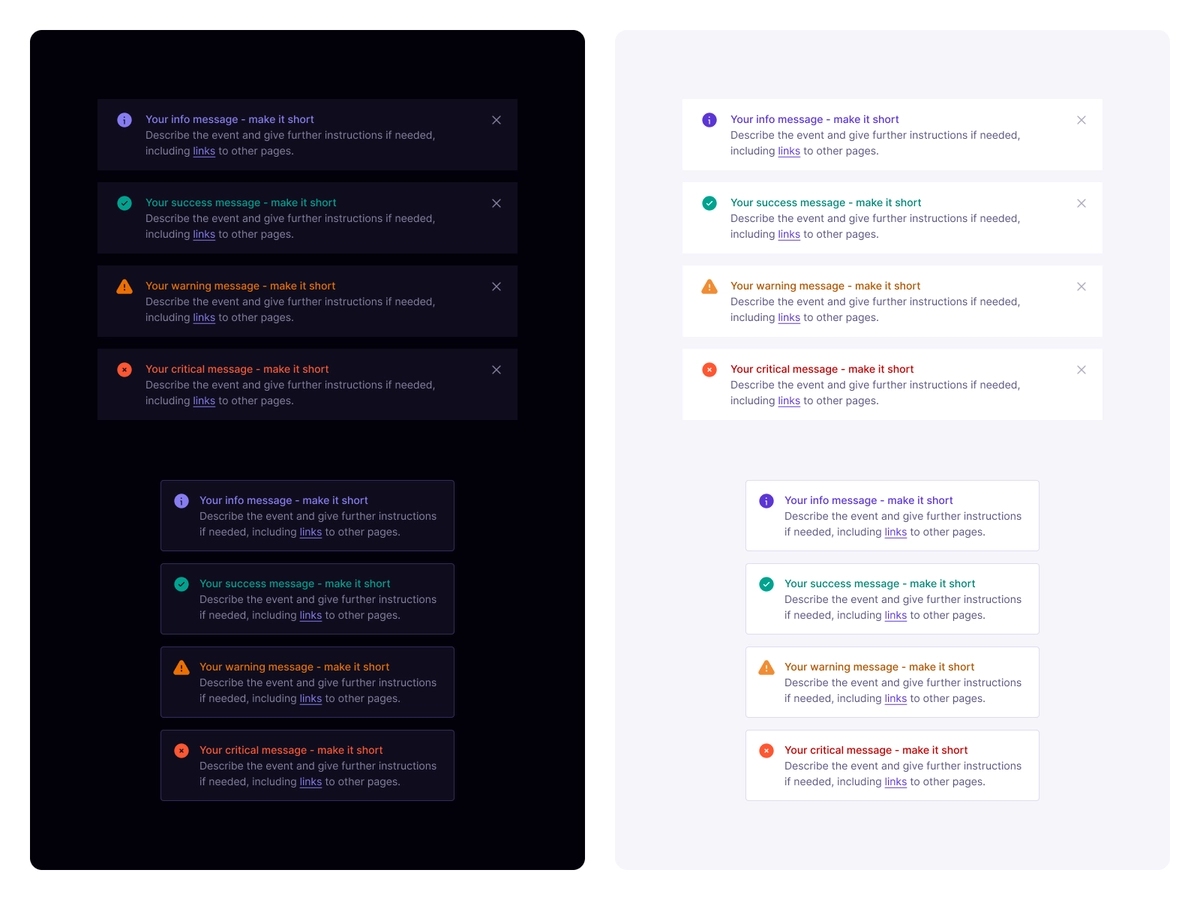 Your info message - make it short
Describe the event and give further instructions if needed,
including links to other pages.
Your success message - make it short
Describe the event and give further instructions if needed,
including links to other pages.
Your warning message - make it short
Describe the event and give further instructions if needed,
including links to other pages.
Your critical message - make it short
Describe the event and give further instructions if needed,
including links to other pages.
Your info message - make it short
Describe the event and give further instructions
if needed, including links to other pages.
Your success message - make it short
Describe the event and give further instructions
if needed, including links to other pages.
Your warning message - make it short
Describe the event and give further instructions
if needed, including links to other pages.
Your critical message - make it short
Describe the event and give further instructions
if needed, including links to other pages.
Your info message - make it short
Describe the event and give further instructions if needed,
including links to other pages.
Your success message - make it short
Describe the event and give further instructions if needed,
including links to other pages.
Your warning message - make it short
Describe the event and give further instructions if needed,
including links to other pages.
Your critical message - make it short
Describe the event and give further instructions if needed,
including links to other pages.
Your info message - make it short
Describe the event and give further instructions
if needed, including links to other pages.
Your success message - make it short
Describe the event and give further instructions
if needed, including links to other pages.
Your warning message - make it short
Describe the event and give further instructions
if needed, including links to other pages.
Your critical message - make it short
Describe the event and give further instructions
if needed, including links to other pages.